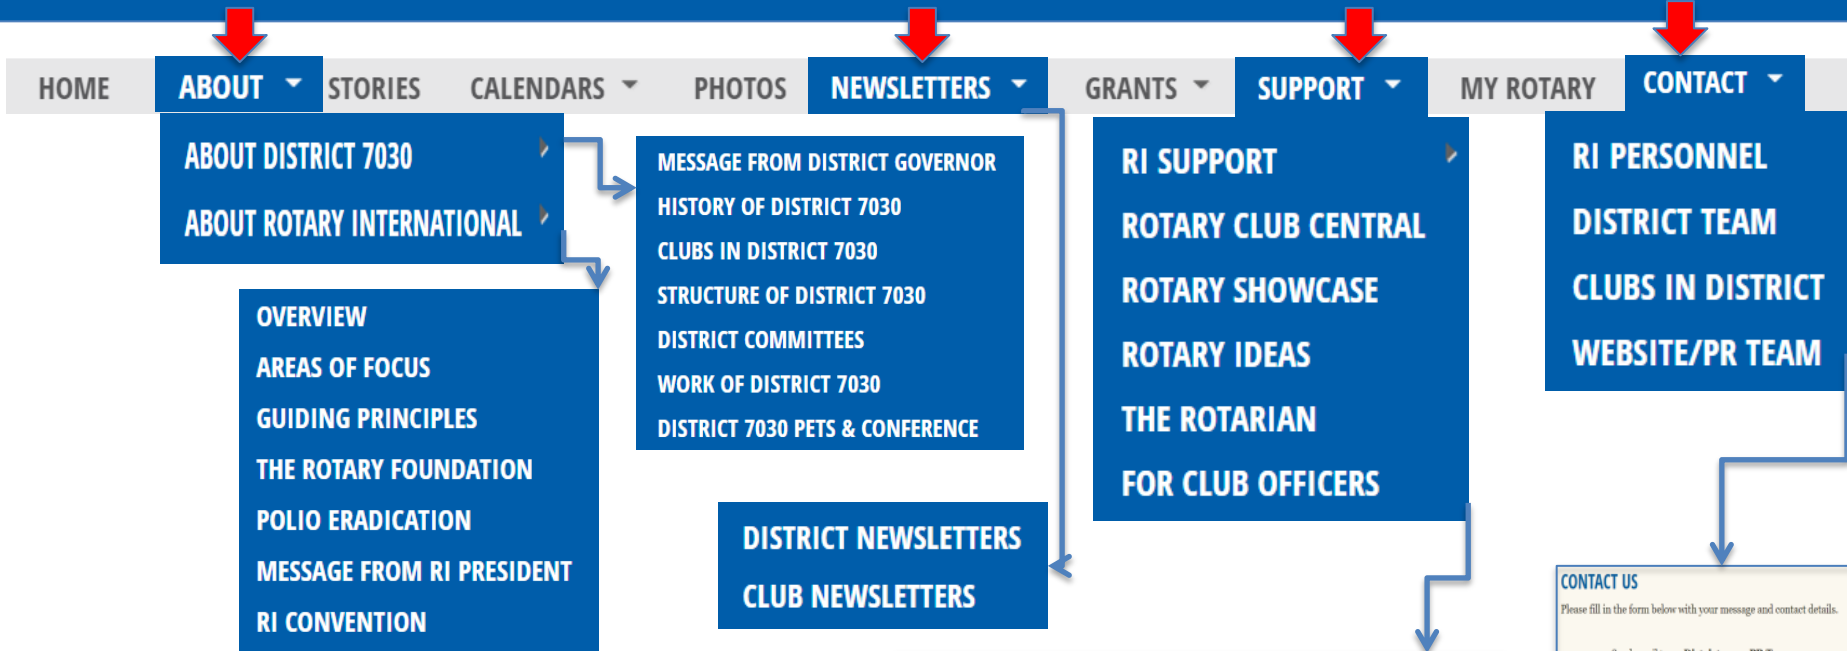 HOME ABOUT STORIES CALENDARS PHOTOS NEWSLETTERS GRANTS SUPPORT MY ROTARY CONTACT
ABOUT DISTRICT 7030
ABOUT ROTARY INTERNATIONAL
OVERVIEW
AREAS OF FOCUS
GUIDING PRINCIPLES
THE ROTARY FOUNDATION
POLIO ERADICATION
MESSAGE FROM RI PRESIDENT
RI CONVENTION
MESSAGE FROM DISTRICT GOVERNOR
HISTORY OF DISTRICT 7030
CLUBS IN DISTRICT 7030
STRUCTURE OF DISTRICT 7030
DISTRICT COMMITTEES
WORK OF DISTRICT 7030
DISTRICT 7030 PETS & CONFERENCE
DISTRICT NEWSLETTERS
CLUB NEWSLETTERS
RI SUPPORT
ROTARY CLUB CENTRAL
ROTARY SHOWCASE
ROTARY IDEAS
THE ROTARIAN
FOR CLUB OFFICERS
RI PERSONNEL
DISTRICT TEAM
CLUBS IN DISTRICT
WEBSITE/PR TEAM
CONTACT US
Please fill in the form below with your message and contact details.